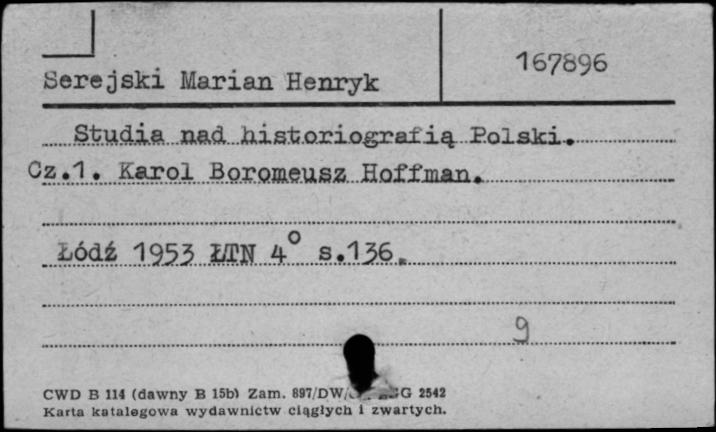 167896
Serejski Marian Henryk
Studia nad historiografią Polski.
Cz.1. Karol Boromeusz Hoffman.
Łódź 1953 ŁTN 4° s.136.
9
CWD B 114 (dawny B 15b) Zam. 897/DW/ G 2542
Karta katalogowa wydawnictw ciągłych i zwartych.